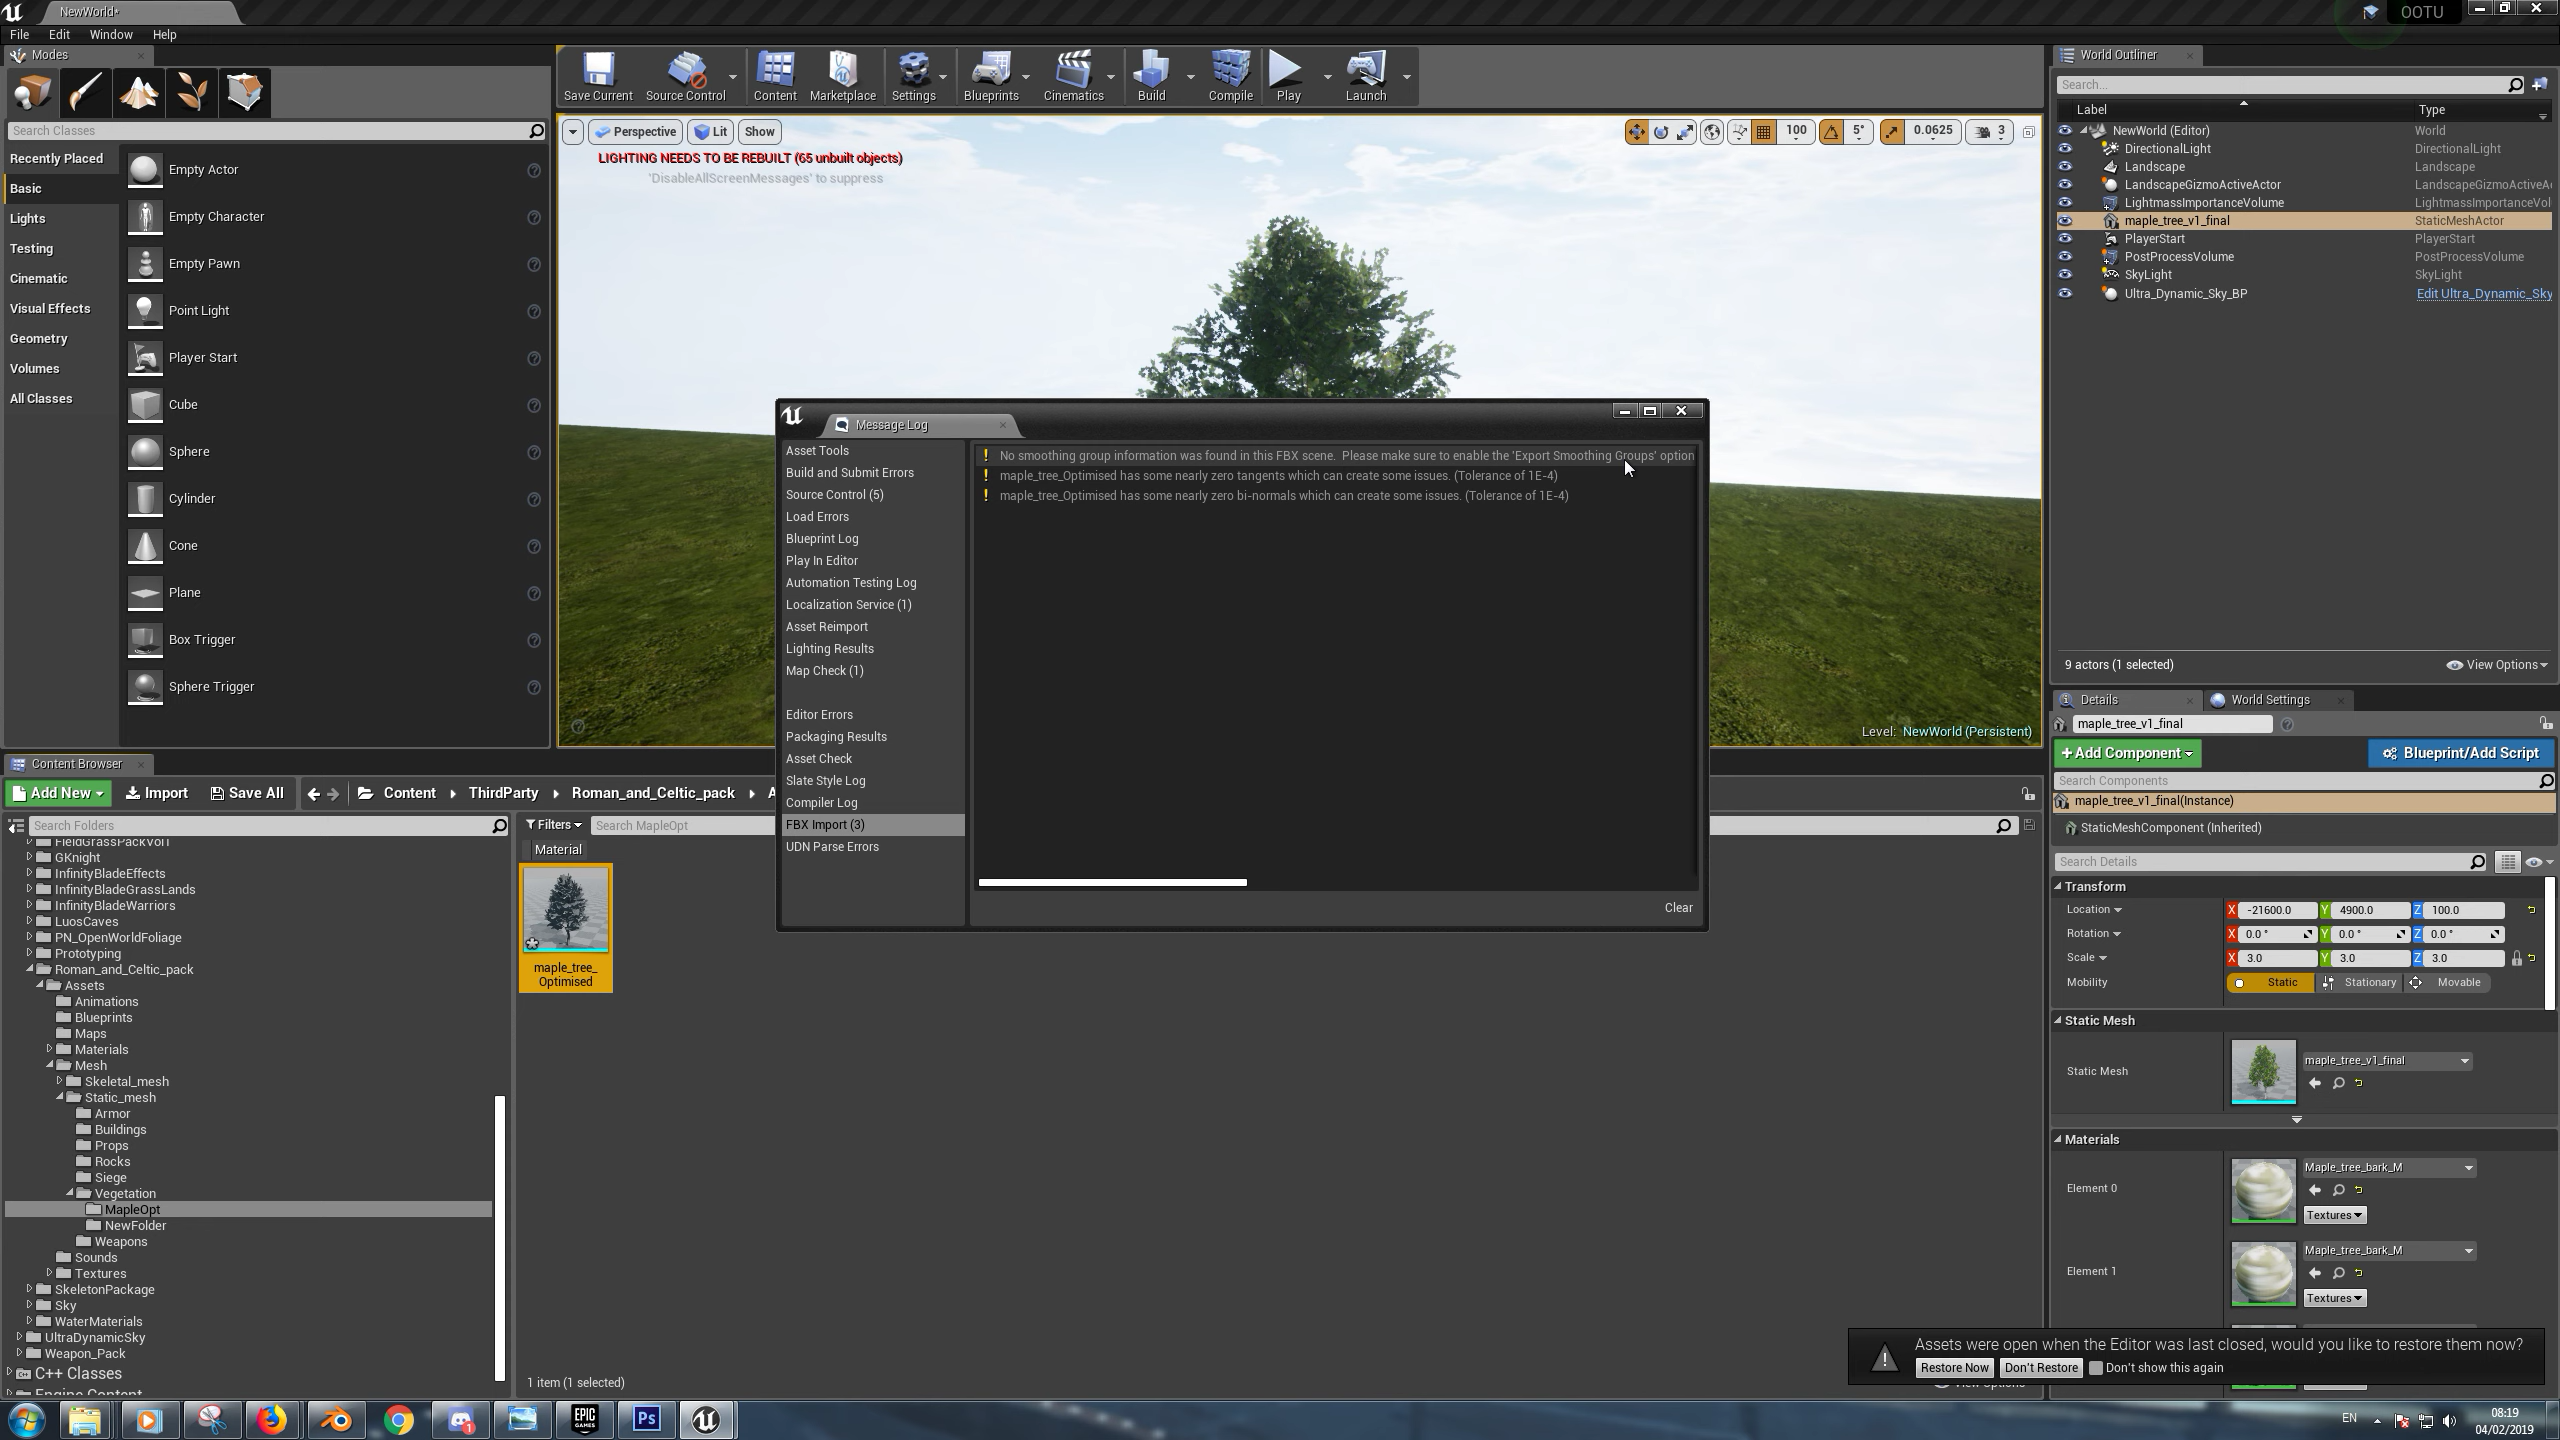 NewWorld*
OOTU
File Edit Window Help
Modes
Search Classes
Recently Placed
Basic
Lights
Testing
Cinematic
Visual Effects
Geometry
Volumes
All Classes
Empty Actor
Empty Character
Empty Pawn
Point Light
Player Start
Cube
Sphere
Cylinder
Cone
Plane
Box Trigger
Sphere Trigger
Save Current Source Control Content Marketplace Settings Blueprints Cinematics Build Compile Play Launch
Perspective Lit Show
100 5° 0.0625 3
LIGHTING NEEDS TO BE REBUILT (65 unbuilt objects)
'DisableAllScreenMessages' to suppress
Level: NewWorld (Persistent)
Message Log
Asset Tools
Build and Submit Errors
Source Control (5)
Load Errors
Blueprint Log
Play In Editor
Automation Testing Log
Localization Service (1)
Asset Reimport
Lighting Results
Map Check (1)
Editor Errors
Packaging Results
Asset Check
Slate Style Log
Compiler Log
FBX Import (3)
UDN Parse Errors
No smoothing group information was found in this FBX scene. Please make sure to enable the 'Export Smoothing Groups' option
maple_tree_Optimised has some nearly zero tangents which can create some issues. (Tolerance of 1E-4)
maple_tree_Optimised has some nearly zero bi-normals which can create some issues. (Tolerance of 1E-4)
Clear
World Outliner
Search...
Label Type
NewWorld (Editor) World
DirectionalLight DirectionalLight
Landscape Landscape
LandscapeGizmoActiveActor LandscapeGizmoActiveA
LightmassImportanceVolume LightmassImportanceVol
maple_tree_v1_final StaticMeshActor
PlayerStart PlayerStart
PostProcessVolume PostProcessVolume
SkyLight SkyLight
Ultra_Dynamic_Sky_BP Edit Ultra_Dynamic_Sky
9 actors (1 selected) View Options
Details World Settings
maple_tree_v1_final
+Add Component Blueprint/Add Script
Search Components
maple_tree_v1_final(Instance)
StaticMeshComponent (Inherited)
Search Details
Transform
Location X -21600.0 Y 4900.0 Z 100.0
Rotation X 0.0 ° Y 0.0 ° Z 0.0 °
Scale X 3.0 Y 3.0 Z 3.0
Mobility Static Stationary Movable
Static Mesh
Static Mesh maple_tree_v1_final
Materials
Element 0 Maple_tree_bark_M
Textures
Element 1 Maple_tree_bark_M
Textures
Assets were open when the Editor was last closed, would you like to restore them now?
Restore Now Don't Restore Don't show this again
Content Browser
Add New Import Save All Content ThirdParty Roman_and_Celtic_pack A
Search Folders
Filters Search MapleOpt
Material
FieldGrassPackVol1
GKnight
InfinityBladeEffects
InfinityBladeGrassLands
InfinityBladeWarriors
LuosCaves
PN_OpenWorldFoliage
Prototyping
Roman_and_Celtic_pack
Assets
Animations
Blueprints
Maps
Materials
Mesh
Skeletal_mesh
Static_mesh
Armor
Buildings
Props
Rocks
Siege
Vegetation
MapleOpt
NewFolder
Weapons
Sounds
Textures
SkeletonPackage
Sky
WaterMaterials
UltraDynamicSky
Weapon_Pack
C++ Classes
Engine Content
maple_tree_
Optimised
1 item (1 selected)
View Options
EPIC
GAMES
Ps
1
EN
08:19
04/02/2019